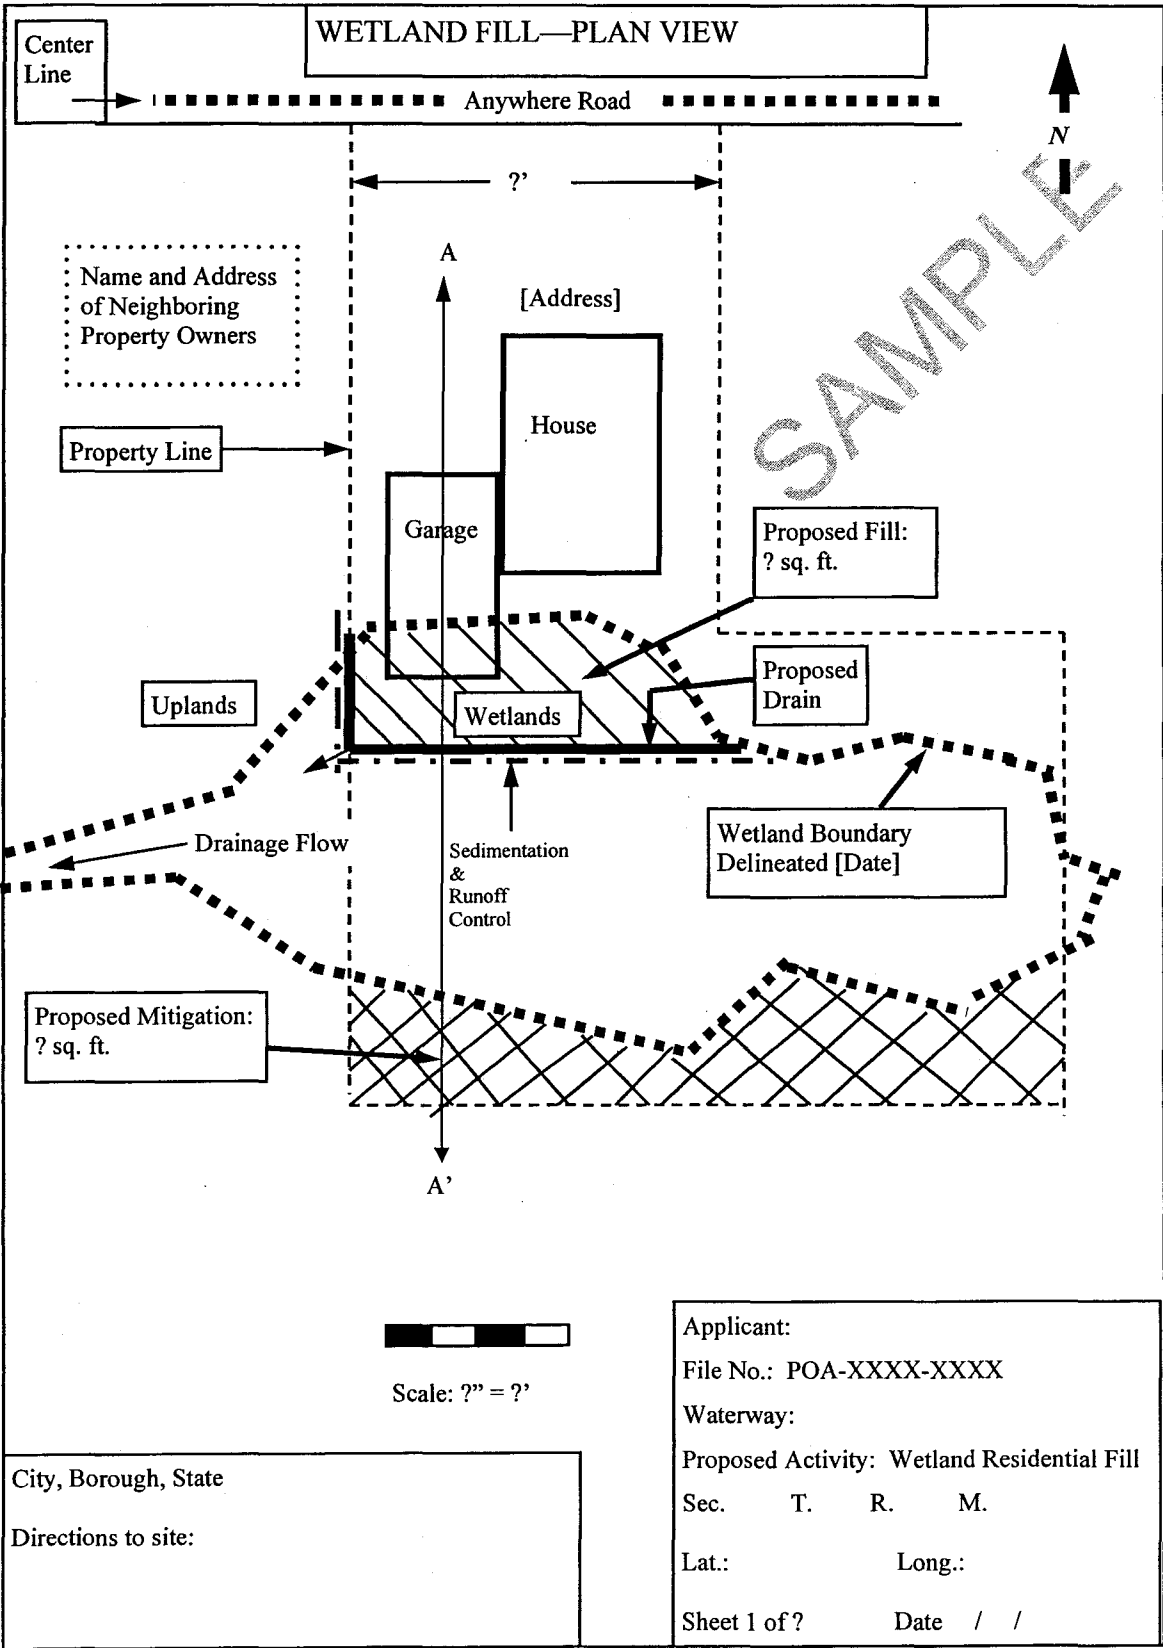 WETLAND FILL—PLAN VIEW
Center
Line
Anywhere Road
N
?’
SAMPLE
A
Name and Address
of Neighboring
Property Owners
[Address]
House
Property Line
Garage
Proposed Fill:
? sq. ft.
Uplands
Wetlands
Proposed
Drain
Drainage Flow
Sedimentation
&
Runoff
Control
Wetland Boundary
Delineated [Date]
Proposed Mitigation:
? sq. ft.
A’
Scale: ?” = ?’
Applicant:
File No.: POA-XXXX-XXXX
Waterway:
Proposed Activity: Wetland Residential Fill
Sec. T. R. M.
Lat.: Long.:
Sheet 1 of ? Date / /
City, Borough, State
Directions to site: